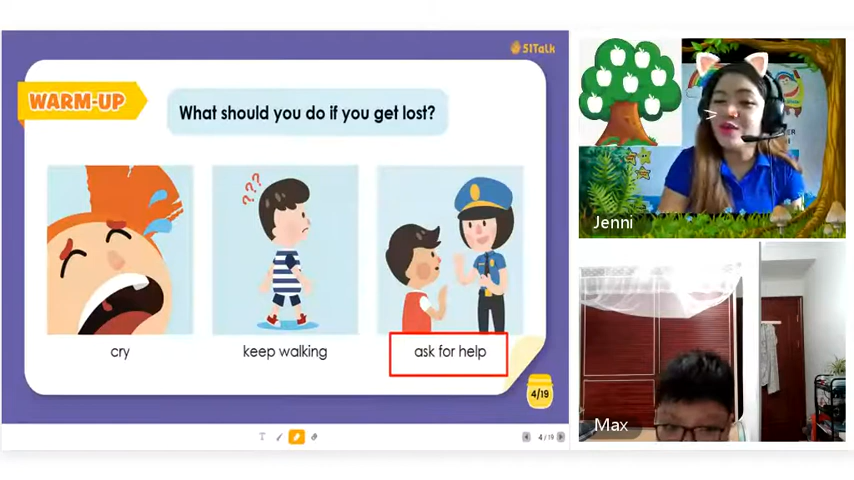 51Talk
WARM-UP
What should you do if you get lost?
???
cry
keep walking
ask for help
4/19
T
4/19
Jenni
Max